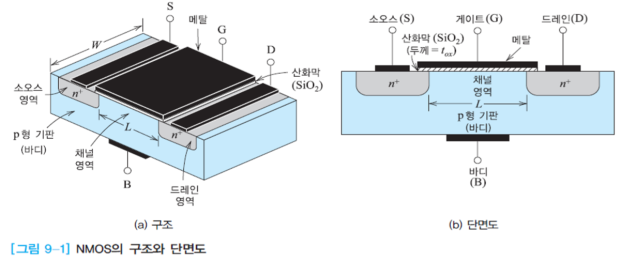 S
메탈
G
D
W
산화막
(SiO₂)
소오스
영역
n⁺
L
n⁺
p형 기판
(바디)
채널
영역
B
드레인
영역
(a) 구조
소오스 (S)
게이트 (G)
드레인(D)
산화막 (SiO₂)
(두께 = tₒₓ)
메탈
n⁺
채널
영역
n⁺
L
p형 기판
(바디)
바디
(B)
(b) 단면도
[그림 9-1] NMOS의 구조와 단면도